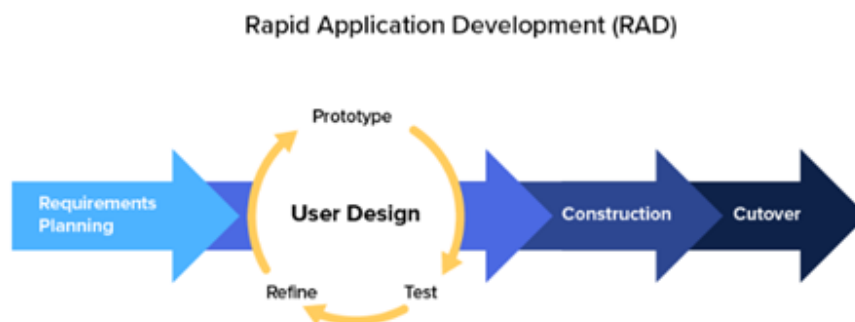 Rapid Application Development (RAD)
Prototype
Requirements
Planning
User Design
Construction
Cutover
Refine
Test